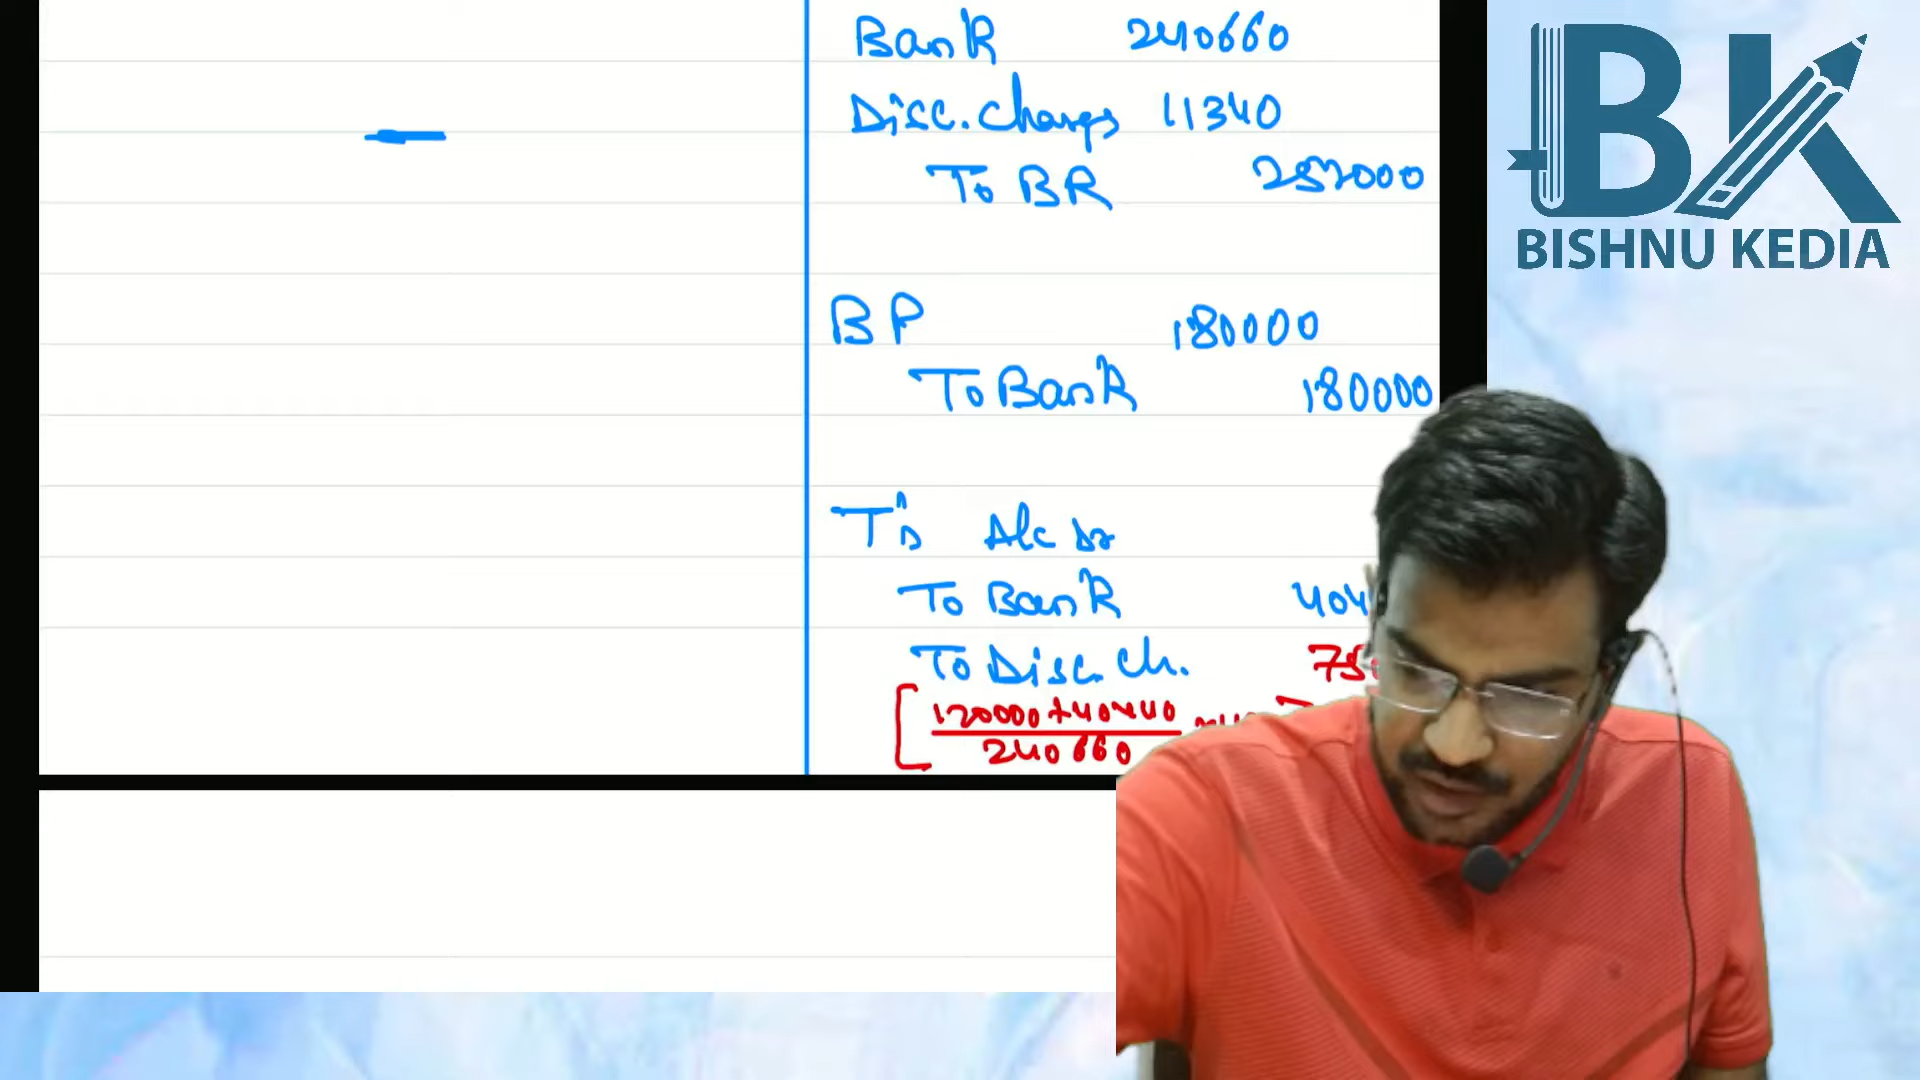 Bank 240660
Disc. Charges 11340
To BR 252000
BP 180000
To Bank 180000
T's A/c Dr
To Bank 404
To Disc. Ch. 75
[120000 + 40440
240660
BK
BISHNU KEDIA